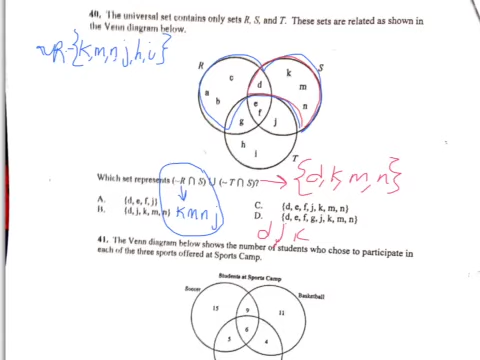 40. The universal set contains only sets R, S, and T. These sets are related as shown in
the Venn diagram below.
~R={k,m,n,j,h,i}
R
S
c
k
a
d
m
b
e
n
f
g
j
h
j
T
Which set represents (~R ∩ S) ∪ (~T ∩ S)? → {d,k,m,n}
A. {d, e, f, j}
B. {d, j, k, m, n}
kmnj
C. {d, e, f, j, k, m, n}
D. {d, e, f, g, j, k, m, n}
d j k
41. The Venn diagram below shows the number of students who chose to participate in
each of the three sports offered at Sports Camp.
Students at Sports Camp
Soccer
Basketball
15
9
11
6
5
4